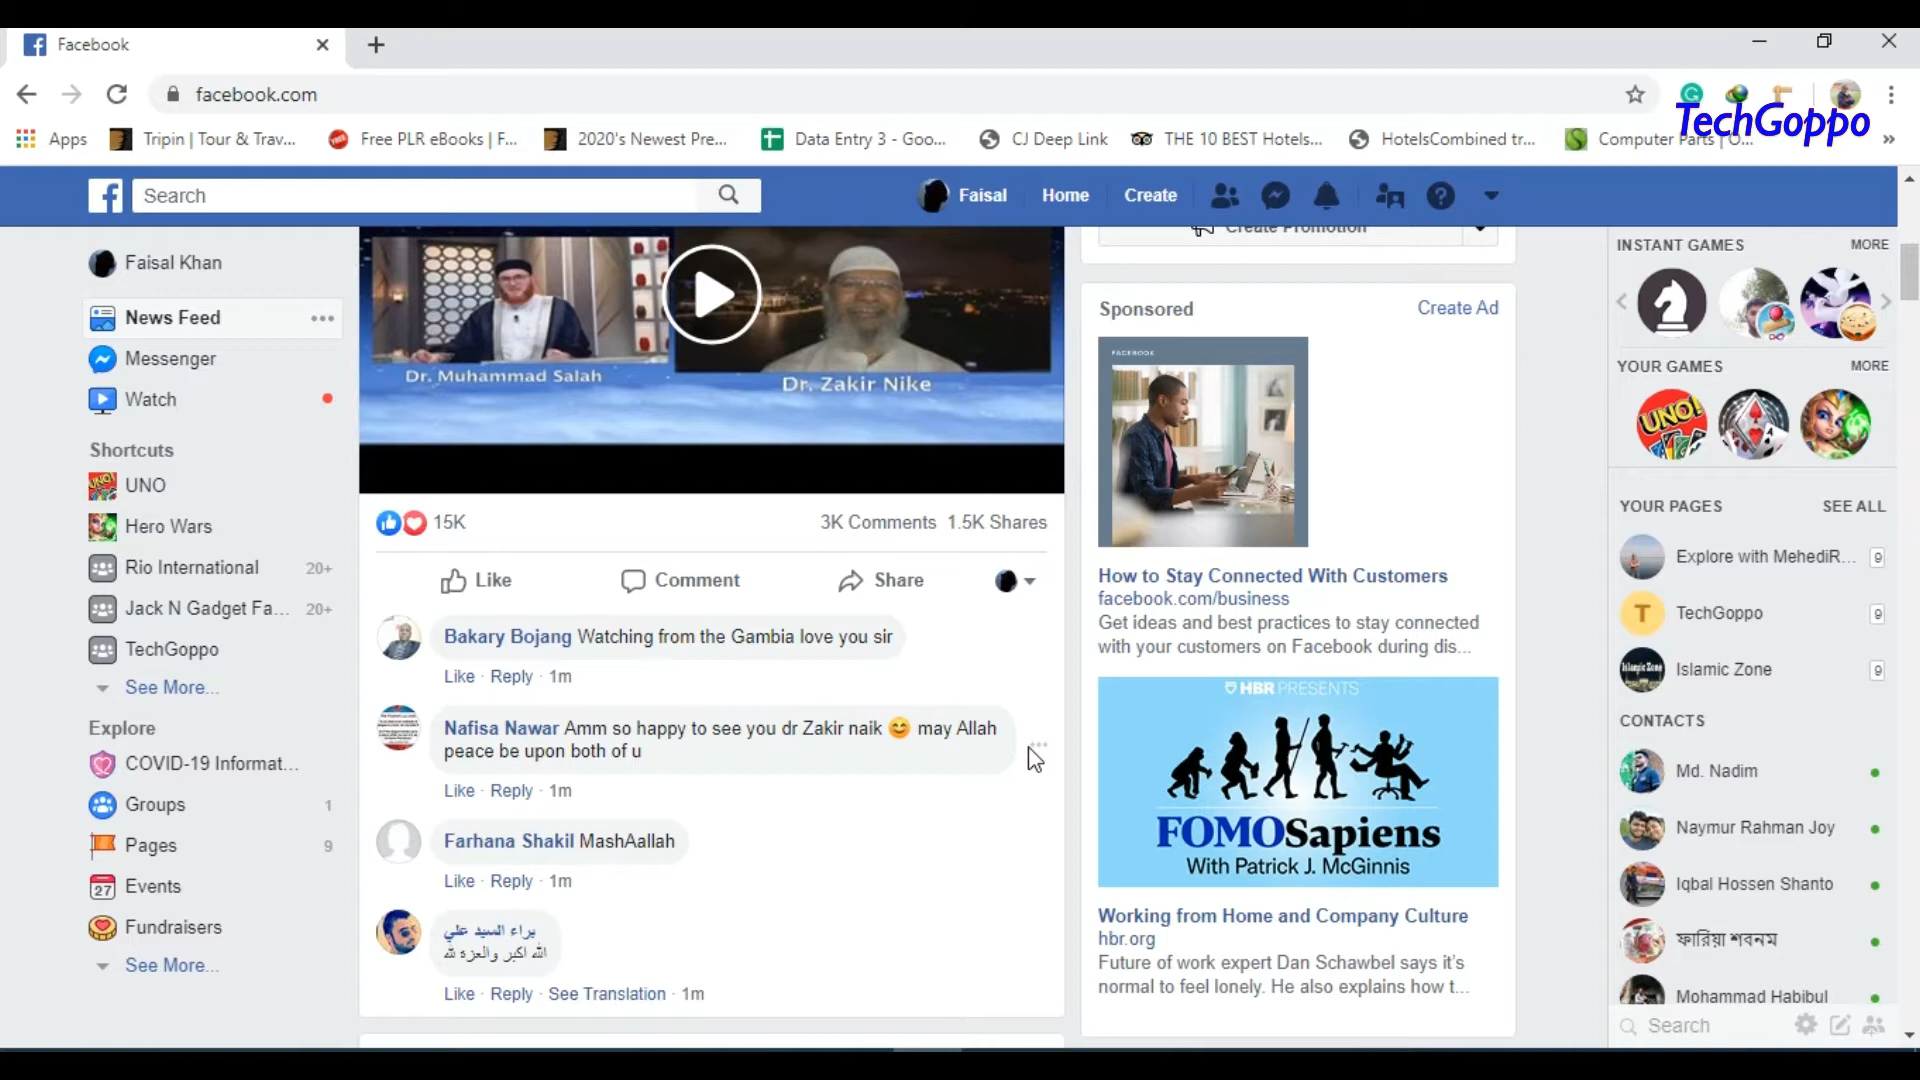 Facebook
facebook.com
TechGoppo
Apps
Tripin | Tour & Trav...
Free PLR eBooks | F...
2020's Newest Pre...
Data Entry 3 - Goo...
CJ Deep Link
THE 10 BEST Hotels...
HotelsCombined tr...
Computer Parts | O...
Search
Faisal
Home
Create
Faisal Khan
News Feed
Messenger
Watch
Shortcuts
UNO
Hero Wars
Rio International 20+
Jack N Gadget Fa... 20+
TechGoppo
See More...
Explore
COVID-19 Informat...
Groups 1
Pages 9
27 Events
Fundraisers
See More...
Dr. Muhammad Salah
Dr. Zakir Nike
15K
3K Comments 1.5K Shares
Like
Comment
Share
Bakary Bojang Watching from the Gambia love you sir
Like · Reply · 1m
Nafisa Nawar Amm so happy to see you dr Zakir naik 😊 may Allah
peace be upon both of u
Like · Reply · 1m
Farhana Shakil MashAallah
Like · Reply · 1m
براء السيد علي
الله اكبر والعزة لله
Like · Reply · See Translation · 1m
Create Promotion
Sponsored
Create Ad
FACEBOOK
How to Stay Connected With Customers
facebook.com/business
Get ideas and best practices to stay connected
with your customers on Facebook during dis...
HBR PRESENTS
FOMOSapiens
With Patrick J. McGinnis
Working from Home and Company Culture
hbr.org
Future of work expert Dan Schawbel says it's
normal to feel lonely. He also explains how t...
INSTANT GAMES MORE
YOUR GAMES MORE
UNO!
YOUR PAGES SEE ALL
Explore with MehediR... 9
T TechGoppo 9
Islamic Zone Islamic Zone 9
CONTACTS
Md. Nadim
Naymur Rahman Joy
Iqbal Hossen Shanto
ফারিয়া শবনম
Mohammad Habibul
Search